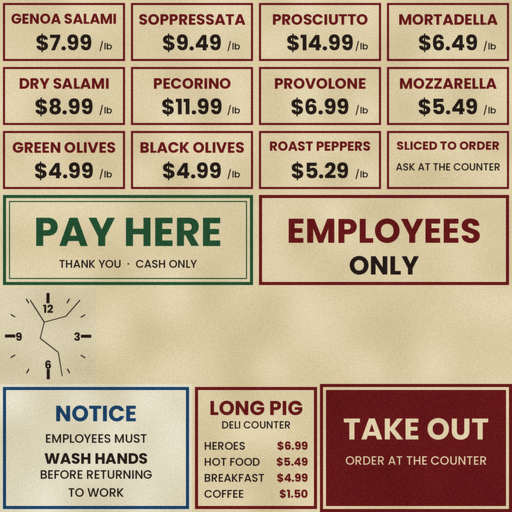 GENOA SALAMI
$7.99 /lb
SOPPRESSATA
$9.49 /lb
PROSCIUTTO
$14.99 /lb
MORTADELLA
$6.49 /lb
DRY SALAMI
$8.99 /lb
PECORINO
$11.99 /lb
PROVOLONE
$6.99 /lb
MOZZARELLA
$5.49 /lb
GREEN OLIVES
$4.99 /lb
BLACK OLIVES
$4.99 /lb
ROAST PEPPERS
$5.29 /lb
SLICED TO ORDER
ASK AT THE COUNTER
PAY HERE
THANK YOU · CASH ONLY
EMPLOYEES
ONLY
12
9 3
6
NOTICE
EMPLOYEES MUST
WASH HANDS
BEFORE RETURNING
TO WORK
LONG PIG
DELI COUNTER
HEROES $6.99
HOT FOOD $5.49
BREAKFAST $4.99
COFFEE $1.50
TAKE OUT
ORDER AT THE COUNTER